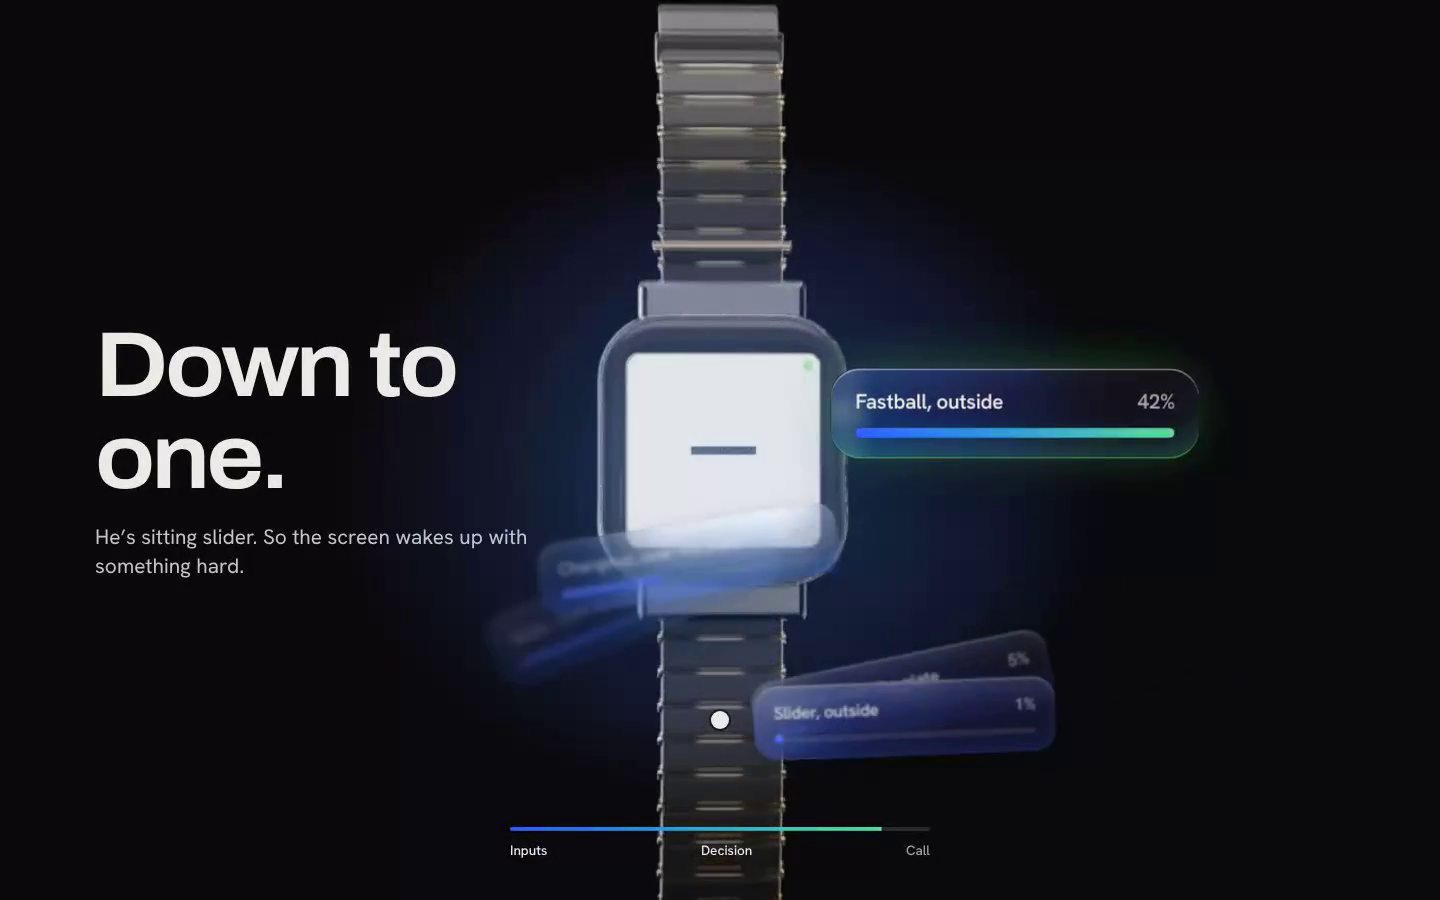 Down to
one.
He's sitting slider. So the screen wakes up with
something hard.
Fastball, outside 42%
5%
Slider, outside 1%
Inputs Decision Call